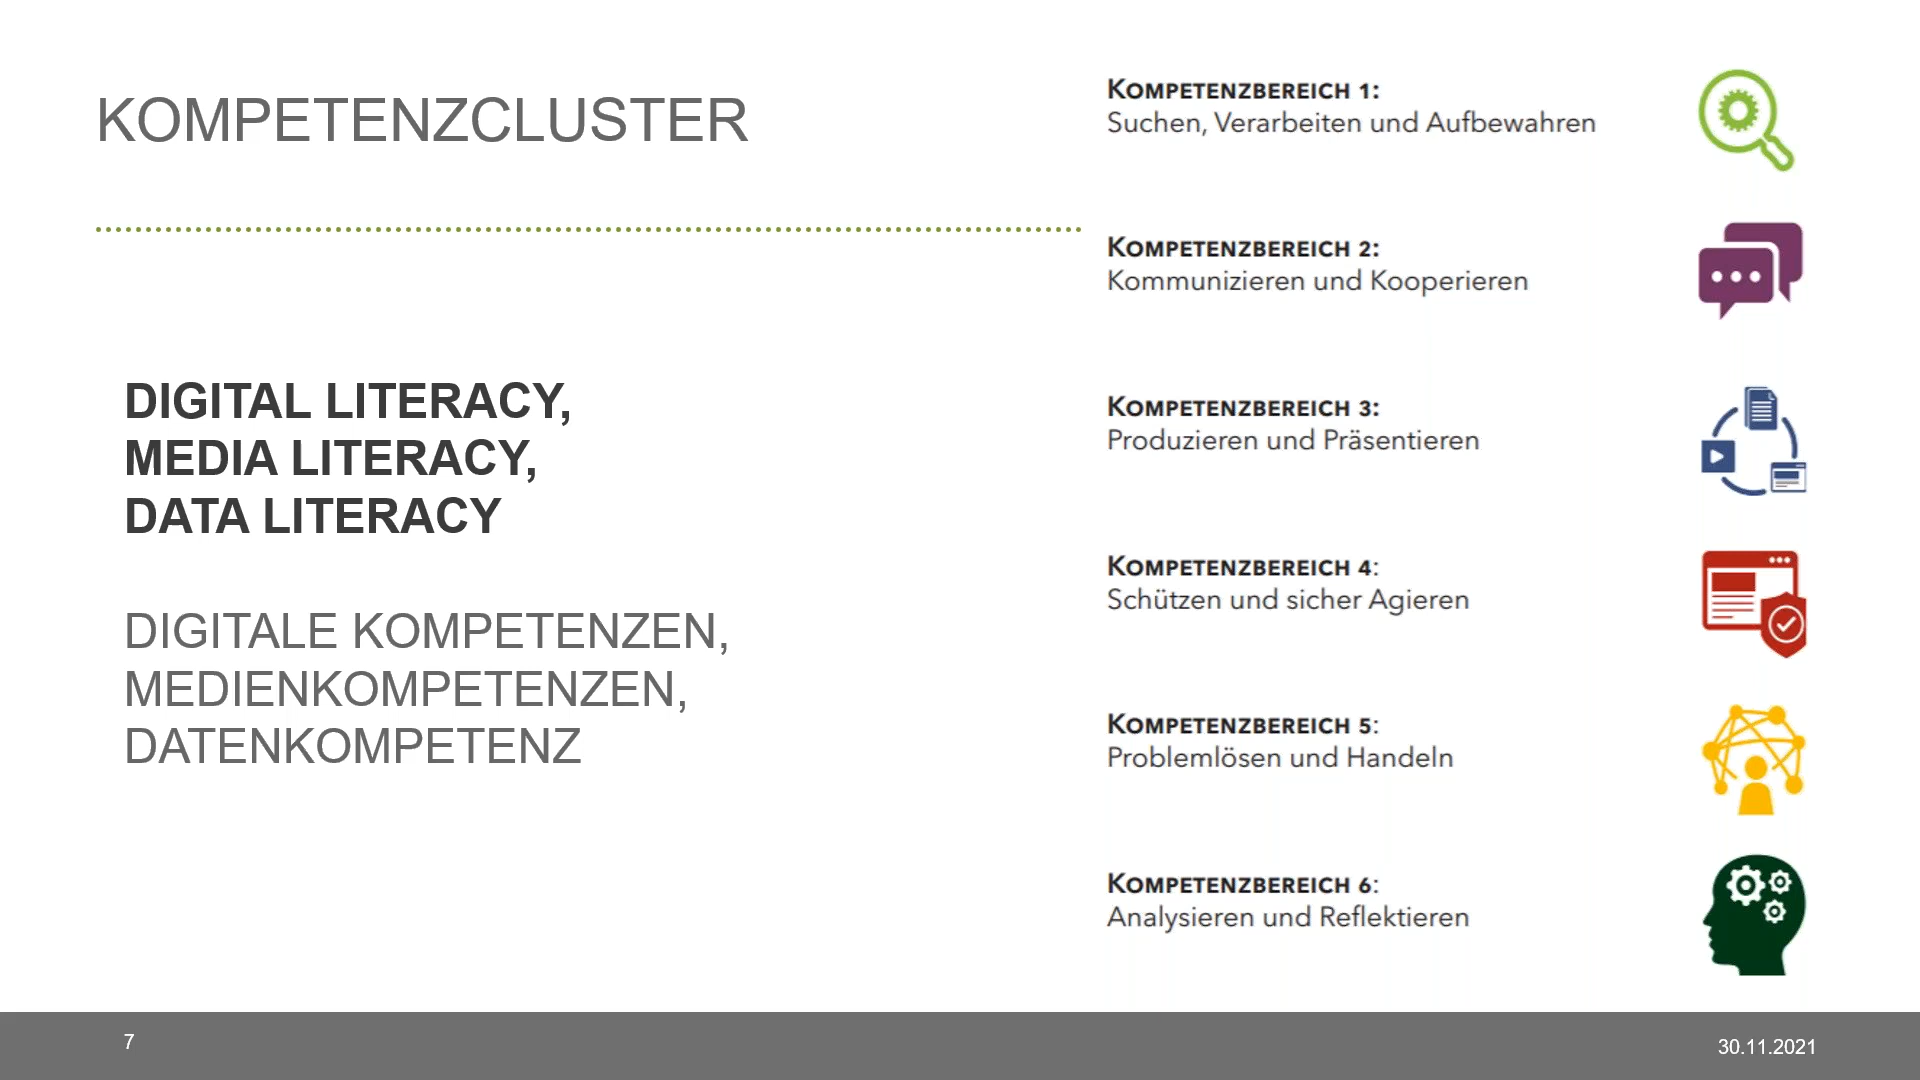 KOMPETENZCLUSTER
DIGITAL LITERACY,
MEDIA LITERACY,
DATA LITERACY
DIGITALE KOMPETENZEN,
MEDIENKOMPETENZEN,
DATENKOMPETENZ
KOMPETENZBEREICH 1:
Suchen, Verarbeiten und Aufbewahren
KOMPETENZBEREICH 2:
Kommunizieren und Kooperieren
KOMPETENZBEREICH 3:
Produzieren und Präsentieren
KOMPETENZBEREICH 4:
Schützen und sicher Agieren
KOMPETENZBEREICH 5:
Problemlösen und Handeln
KOMPETENZBEREICH 6:
Analysieren und Reflektieren
7
30.11.2021